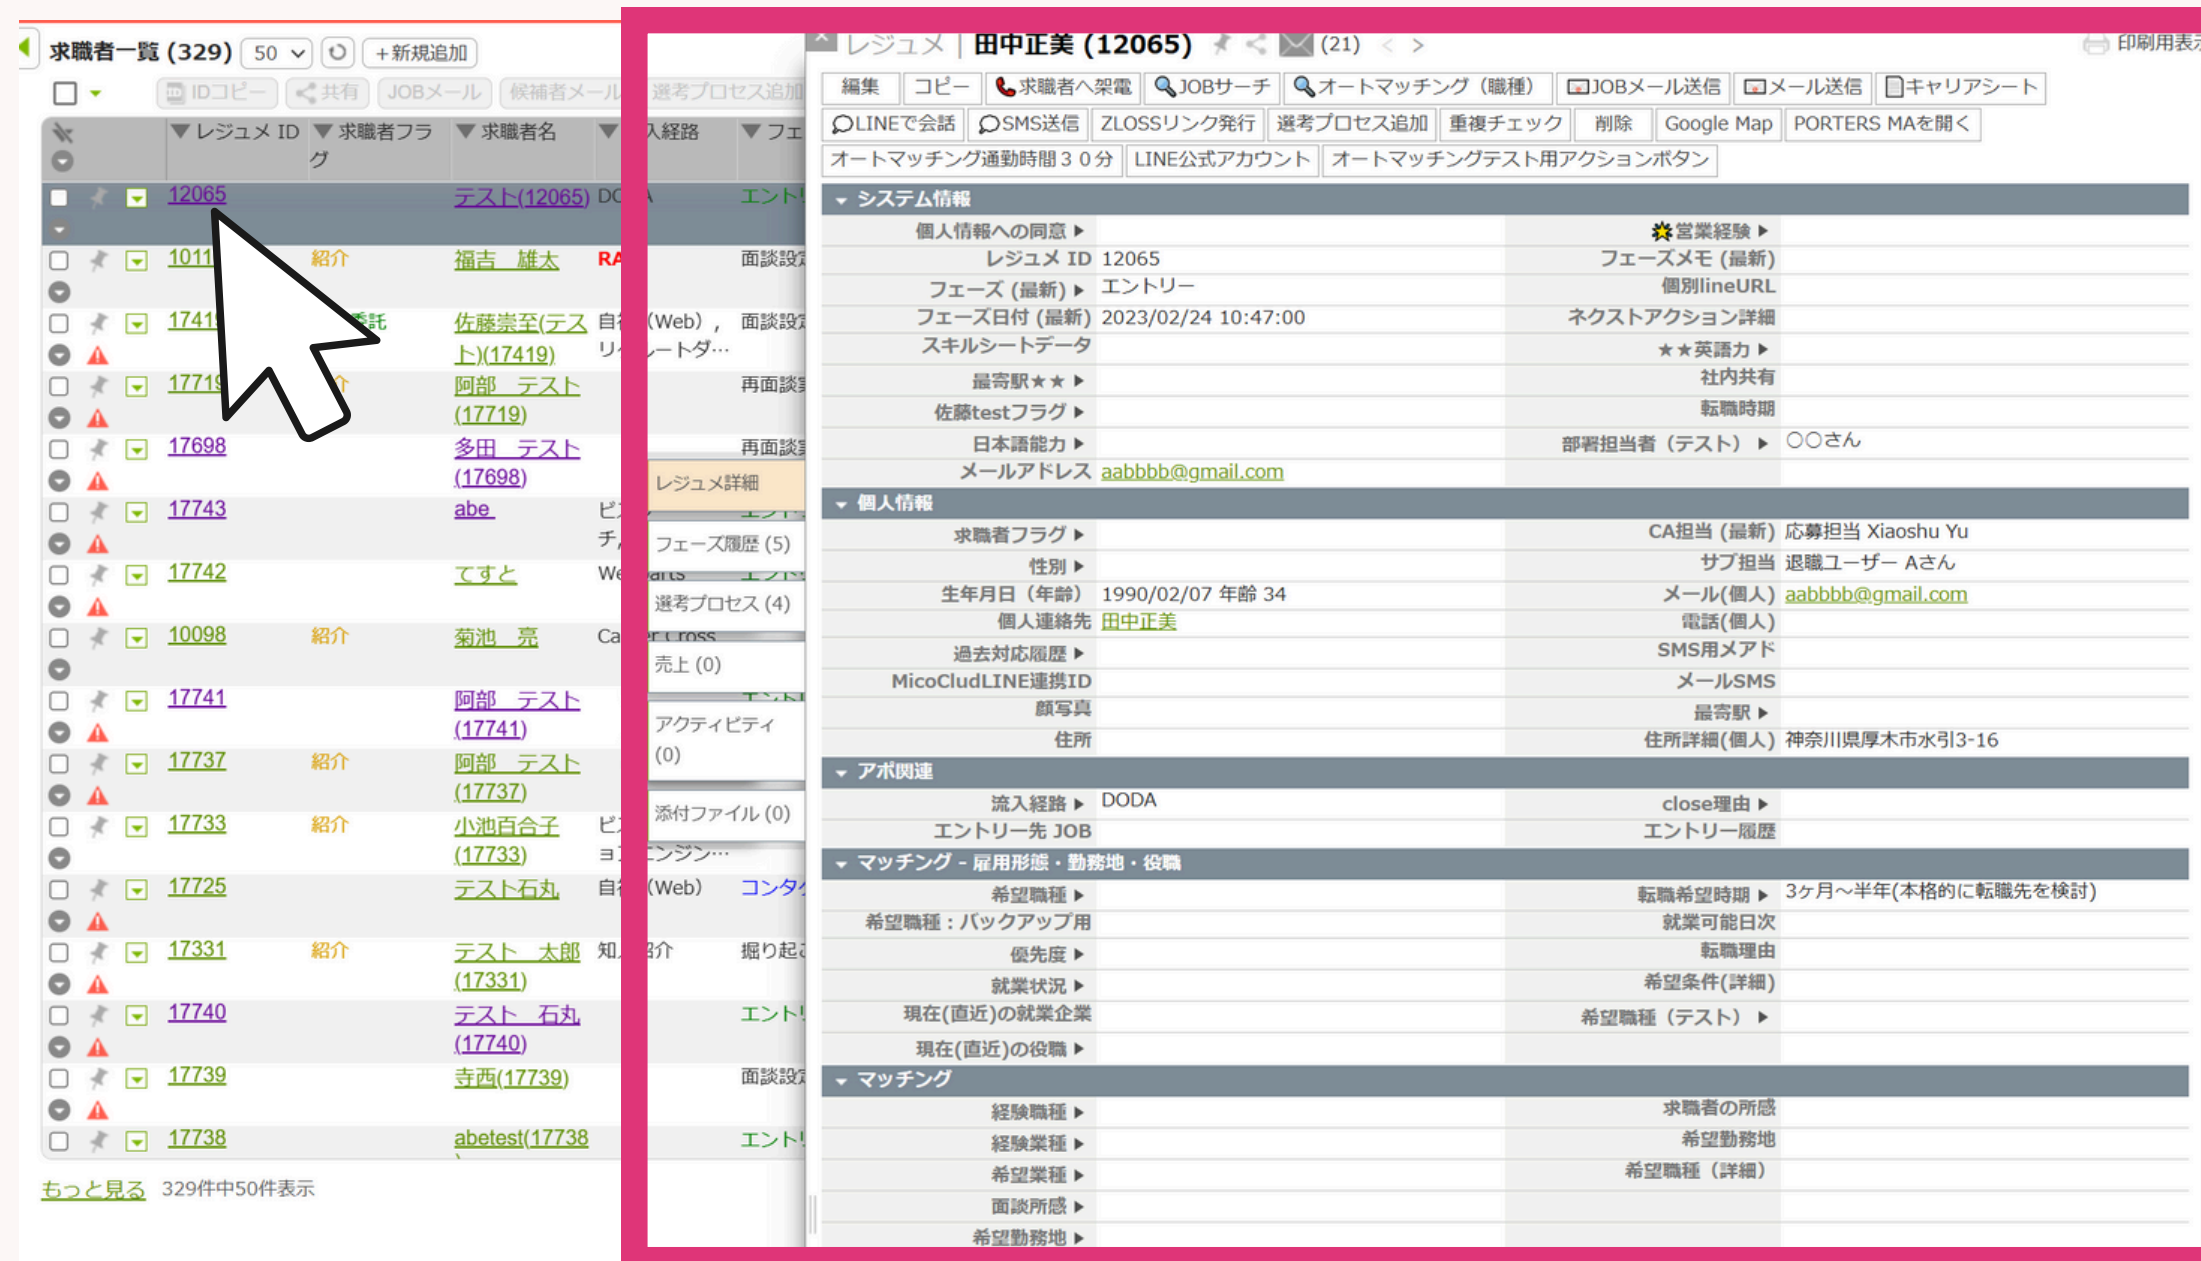 求職者一覧 (329) 50 +新規追加
IDコピー 共有 JOBメール 候補者メール 選考プロセス追加
レジュメ ID 求職者フラグ 求職者名 入経路 フェ
12065 テスト(12065) DODA エントリ
1011 紹介 福吉 雄太 RA 面談設定
1741 委託 佐藤崇至(テスト)(17419) 自社(Web), リクルートダ… 面談設定
17719 阿部 テスト(17719) 再面談実
17698 多田 テスト(17698) 再面談実
17743 abe
17742 てすと
10098 紹介 菊池 亮
17741 阿部 テスト(17741)
17737 紹介 阿部 テスト(17737)
17733 紹介 小池百合子(17733)
17725 テスト石丸 自社(Web) コンタク
17331 紹介 テスト 太郎(17331) 知人紹介 掘り起こ
17740 テスト 石丸(17740) エントリ
17739 寺西(17739) 面談設定
17738 abetest(17738 エントリ
もっと見る 329件中50件表示
レジュメ詳細
フェーズ履歴 (5)
選考プロセス (4)
売上 (0)
アクティビティ (0)
添付ファイル (0)
レジュメ | 田中正美 (12065) (21) < > 印刷用表示
編集 コピー 求職者へ架電 JOBサーチ オートマッチング（職種） JOBメール送信 メール送信 キャリアシート
LINEで会話 SMS送信 ZLOSSリンク発行 選考プロセス追加 重複チェック 削除 Google Map PORTERS MAを開く
オートマッチング通勤時間３０分 LINE公式アカウント オートマッチングテスト用アクションボタン
システム情報
個人情報への同意 営業経験
レジュメ ID 12065 フェーズメモ (最新)
フェーズ (最新) エントリー 個別lineURL
フェーズ日付 (最新) 2023/02/24 10:47:00 ネクストアクション詳細
スキルシートデータ ★★英語力
最寄駅★★ 社内共有
佐藤testフラグ 転職時期
日本語能力 部署担当者（テスト） 〇〇さん
メールアドレス aabbbb@gmail.com
個人情報
求職者フラグ CA担当 (最新) 応募担当 Xiaoshu Yu
性別 サブ担当 退職ユーザー Aさん
生年月日（年齢） 1990/02/07 年齢 34 メール(個人) aabbbb@gmail.com
個人連絡先 田中正美 電話(個人)
過去対応履歴 SMS用メアド
MicoCludLINE連携ID メールSMS
顔写真 最寄駅
住所 住所詳細(個人) 神奈川県厚木市水引3-16
アポ関連
流入経路 DODA close理由
エントリー先 JOB エントリー履歴
マッチング - 雇用形態・勤務地・役職
希望職種 転職希望時期 3ヶ月～半年(本格的に転職先を検討)
希望職種：バックアップ用 就業可能日次
優先度 転職理由
就業状況 希望条件(詳細)
現在(直近)の就業企業 希望職種（テスト）
現在(直近)の役職
マッチング
経験職種 求職者の所感
経験業種 希望勤務地
希望業種 希望職種（詳細）
面談所感
希望勤務地